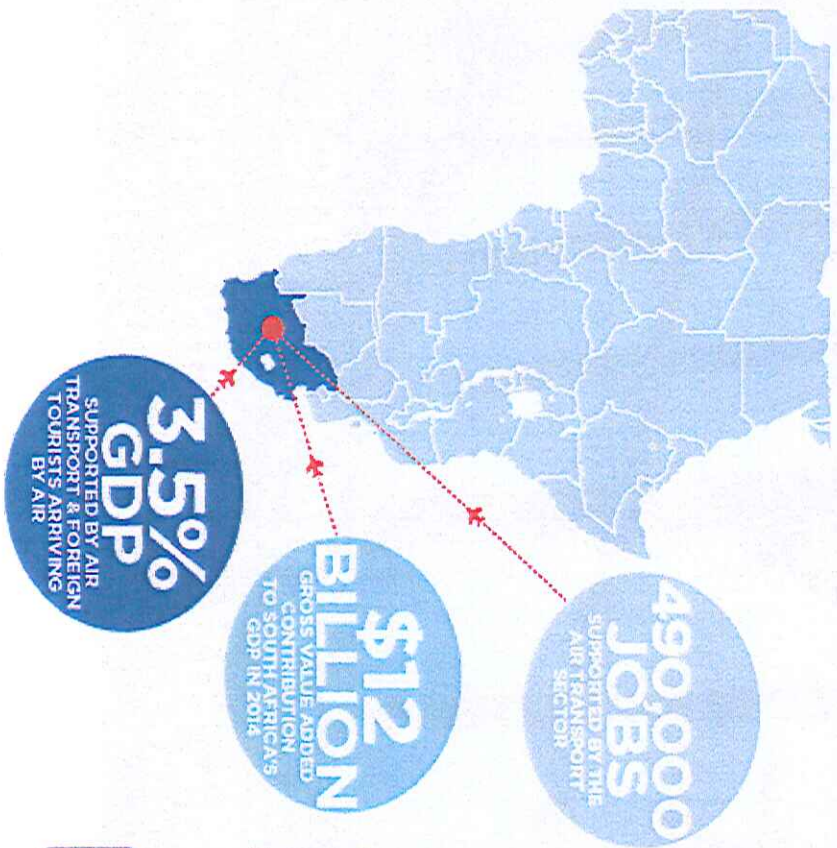 490,000
JOBS
SUPPORTED BY THE
AIR TRANSPORT
SECTOR
$12
BILLION
GROSS VALUE ADDED
CONTRIBUTION
TO SOUTH AFRICA'S
GDP IN
3.5%
GDP
SUPPORTED BY AIR
TRANSPORT & FOREIGN
TOURISTS ARRIVING
BY AIR